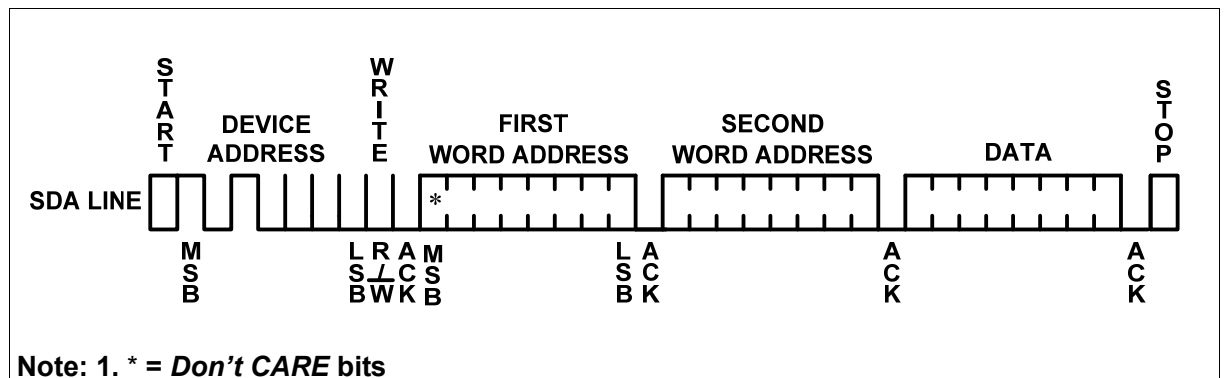 START
WRITE
STOP
DEVICE ADDRESS
FIRST WORD ADDRESS
SECOND WORD ADDRESS
DATA
SDA LINE
*
MSB
LSB
R/W
ACK
MSB
LSB
ACK
ACK
ACK
Note: 1. * = Don't CARE bits